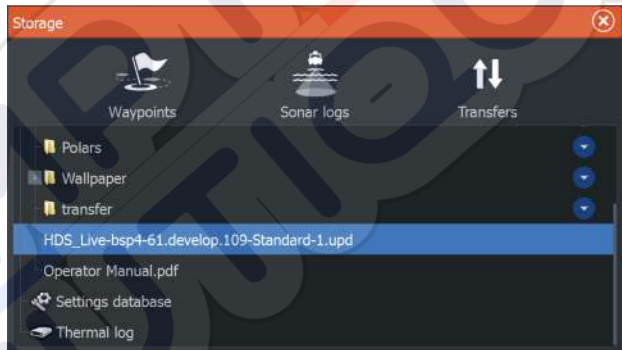 Storage
Waypoints Sonar logs Transfers
Polars
Wallpaper
transfer
HDS_Live-bsp4-61.develop.109-Standard-1.upd
Operator Manual.pdf
Settings database
Thermal log